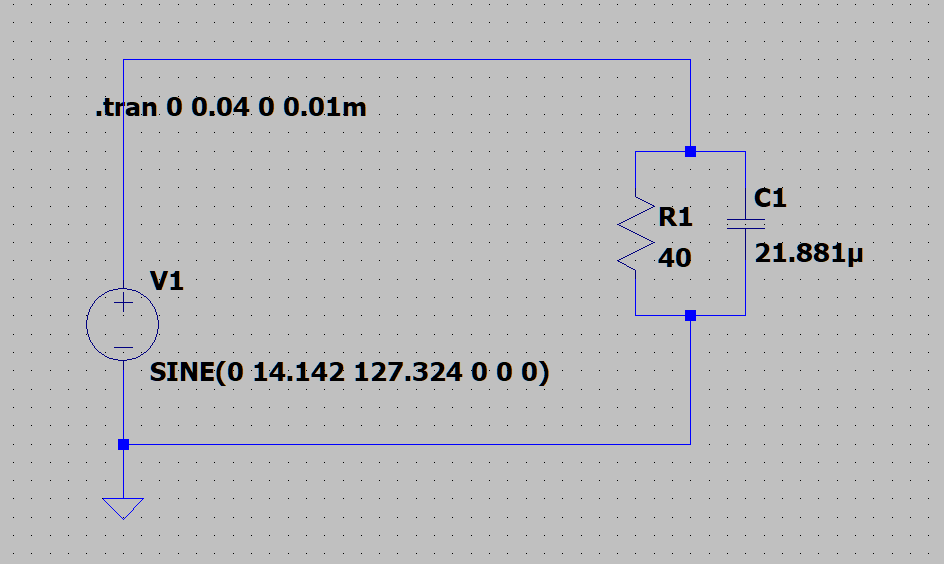 .tran 0 0.04 0 0.01m
C1
R1
21.881µ
40
V1
SINE(0 14.142 127.324 0 0 0)